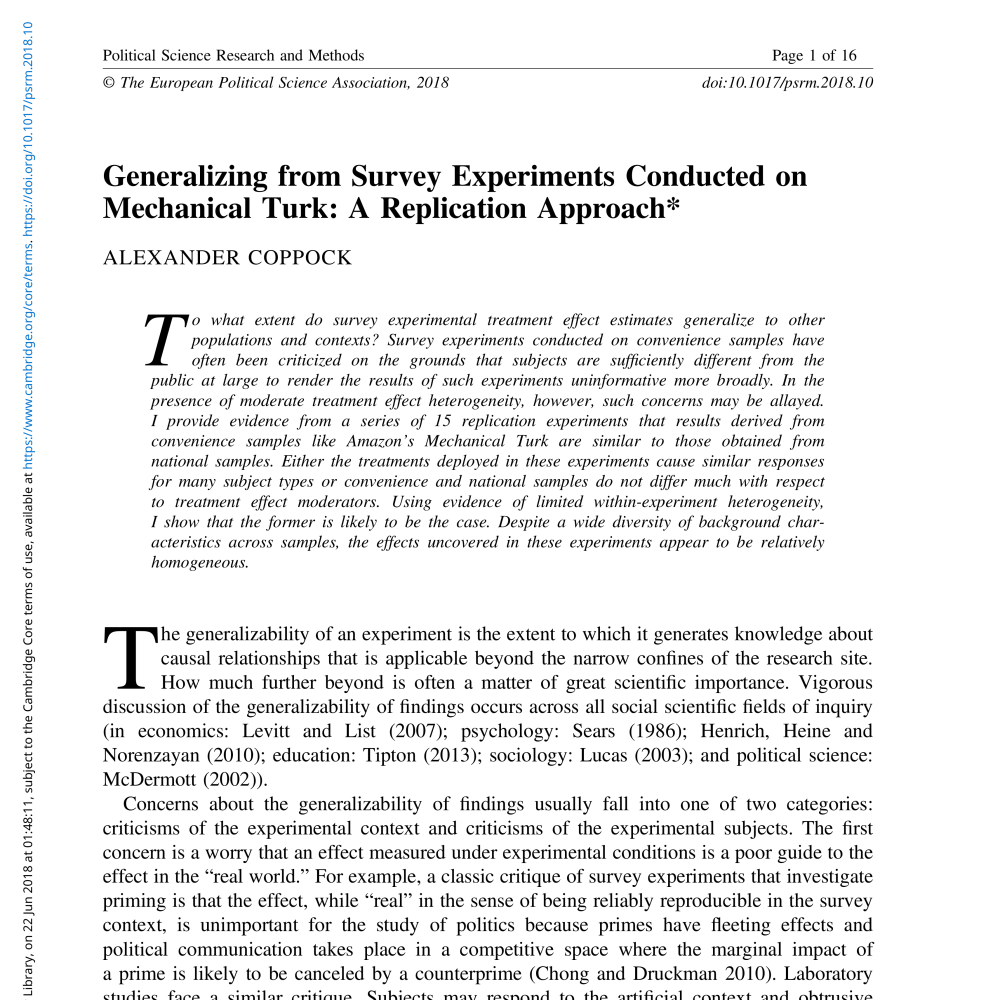 Political Science Research and Methods Page 1 of 16
© The European Political Science Association, 2018 doi:10.1017/psrm.2018.10
Generalizing from Survey Experiments Conducted on
Mechanical Turk: A Replication Approach*
ALEXANDER COPPOCK
To what extent do survey experimental treatment effect estimates generalize to other
populations and contexts? Survey experiments conducted on convenience samples have
often been criticized on the grounds that subjects are sufficiently different from the
public at large to render the results of such experiments uninformative more broadly. In the
presence of moderate treatment effect heterogeneity, however, such concerns may be allayed.
I provide evidence from a series of 15 replication experiments that results derived from
convenience samples like Amazon's Mechanical Turk are similar to those obtained from
national samples. Either the treatments deployed in these experiments cause similar responses
for many subject types or convenience and national samples do not differ much with respect
to treatment effect moderators. Using evidence of limited within-experiment heterogeneity,
I show that the former is likely to be the case. Despite a wide diversity of background char-
acteristics across samples, the effects uncovered in these experiments appear to be relatively
homogeneous.
The generalizability of an experiment is the extent to which it generates knowledge about
causal relationships that is applicable beyond the narrow confines of the research site.
How much further beyond is often a matter of great scientific importance. Vigorous
discussion of the generalizability of findings occurs across all social scientific fields of inquiry
(in economics: Levitt and List (2007); psychology: Sears (1986); Henrich, Heine and
Norenzayan (2010); education: Tipton (2013); sociology: Lucas (2003); and political science:
McDermott (2002)).
Concerns about the generalizability of findings usually fall into one of two categories:
criticisms of the experimental context and criticisms of the experimental subjects. The first
concern is a worry that an effect measured under experimental conditions is a poor guide to the
effect in the “real world.” For example, a classic critique of survey experiments that investigate
priming is that the effect, while “real” in the sense of being reliably reproducible in the survey
context, is unimportant for the study of politics because primes have fleeting effects and
political communication takes place in a competitive space where the marginal impact of
a prime is likely to be canceled by a counterprime (Chong and Druckman 2010). Laboratory
studies face a similar critique. Subjects may respond to the artificial context and obtrusive
Library, on 22 Jun 2018 at 01:48:11, subject to the Cambridge Core terms of use, available at https://www.cambridge.org/core/terms. https://doi.org/10.1017/psrm.2018.10